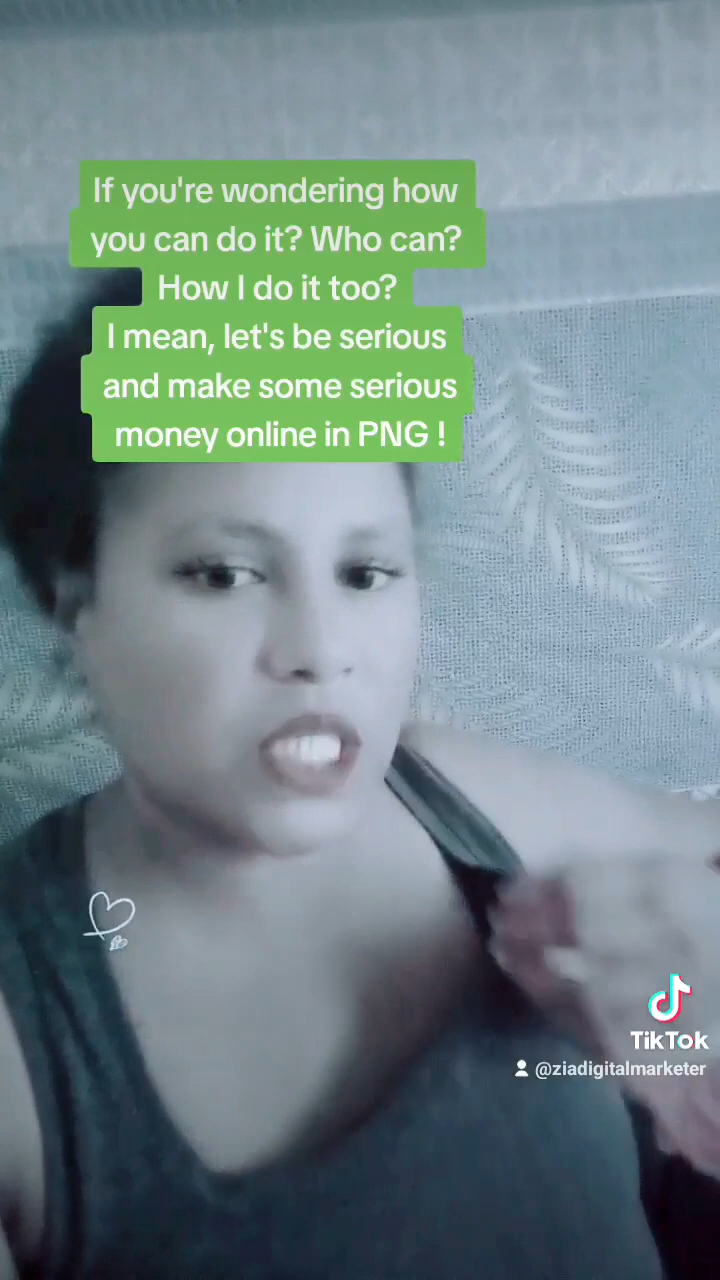 If you're wondering how
you can do it? Who can?
How I do it too?
I mean, let's be serious
and make some serious
money online in PNG !
TikTok
@ziadigitalmarketer